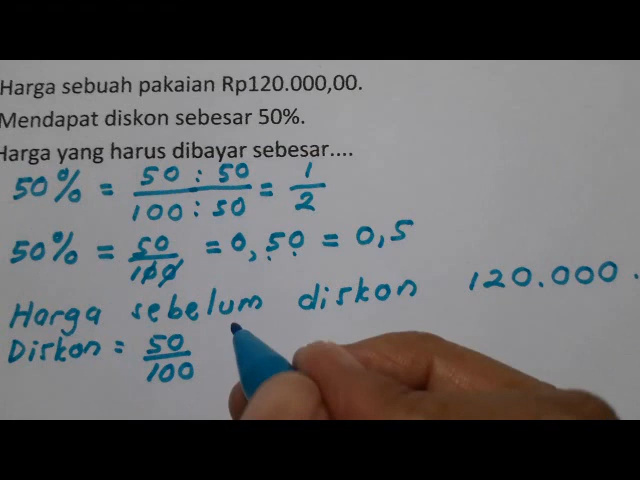 Harga sebuah pakaian Rp120.000,00.
Mendapat diskon sebesar 50%.
Harga yang harus dibayar sebesar....
50% = 50 : 50 / 100 : 50 = 1/2
50% = 50/100 = 0,50 = 0,5
Harga sebelum diskon 120.000.
Diskon = 50/100